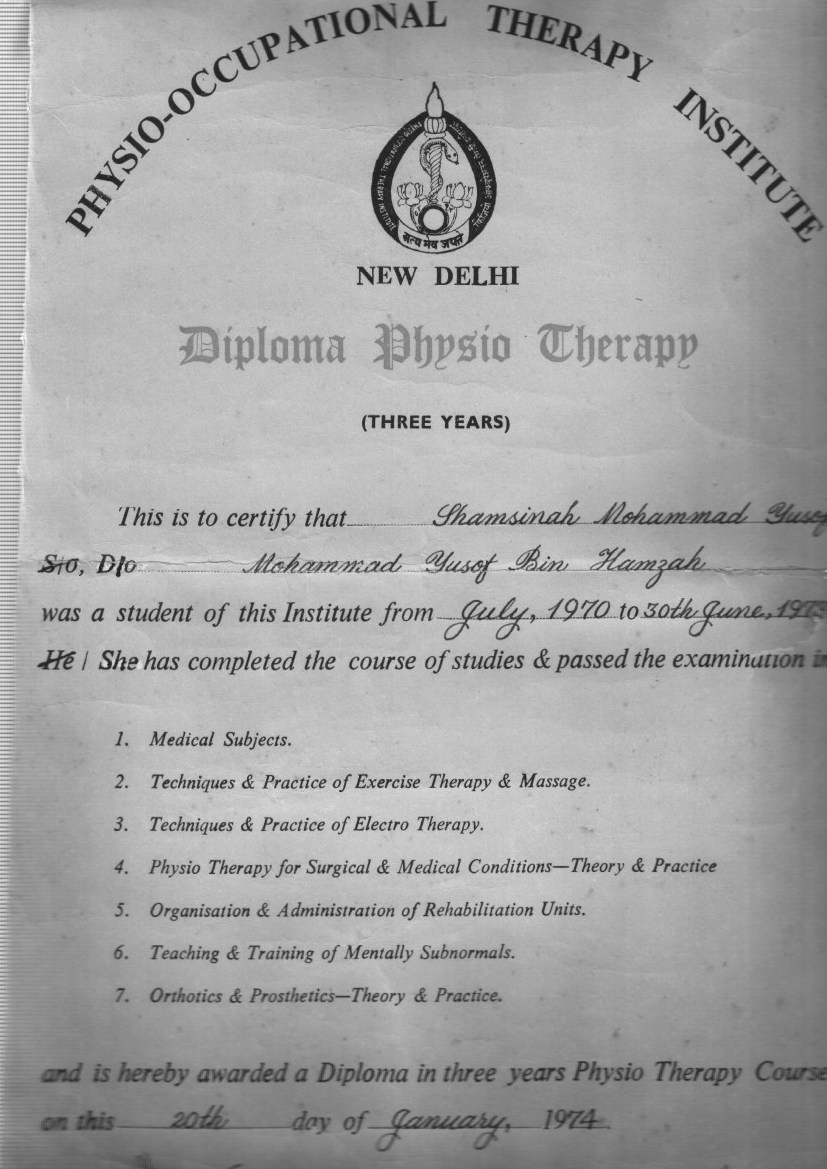 PHYSIO-OCCUPATIONAL THERAPY INSTITUTE
सत्य मेव जयते
NEW DELHI
Diploma Physio Therapy
(THREE YEARS)
This is to certify that Shamsinah Mohammad Yusof
S/o, D/o Mohammad Yusof Bin Hamzah
was a student of this Institute from July, 1970 to 30th June, 1973
He / She has completed the course of studies & passed the examination in
1. Medical Subjects.
2. Techniques & Practice of Exercise Therapy & Massage.
3. Techniques & Practice of Electro Therapy.
4. Physio Therapy for Surgical & Medical Conditions—Theory & Practice
5. Organisation & Administration of Rehabilitation Units.
6. Teaching & Training of Mentally Subnormals.
7. Orthotics & Prosthetics—Theory & Practice.
and is hereby awarded a Diploma in three years Physio Therapy Course
on this 20th day of January, 1974.